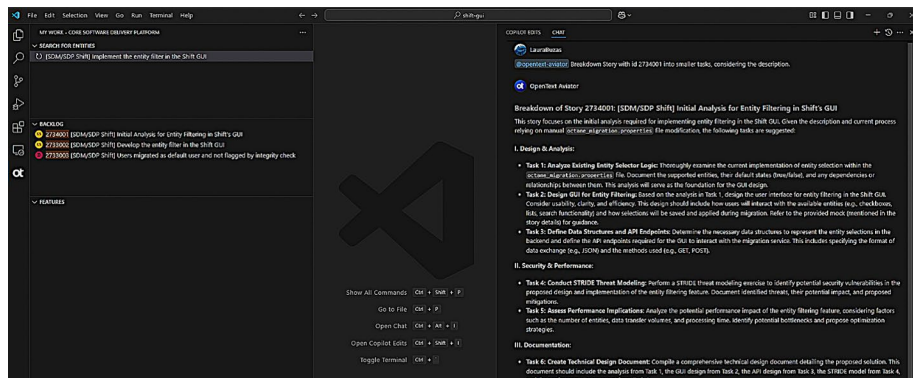 File Edit Selection View Go Run Terminal Help
shift-gui
MY WORK - CORE SOFTWARE DELIVERY PLATFORM
SEARCH FOR ENTITIES
[SDM/SDP Shift] Implement the entity filter in the Shift GUI
BACKLOG
2734001 [SDM/SDP Shift] Initial Analysis for Entity Filtering in Shift's GUI
2733002 [SDM/SDP Shift] Develop the entity filter in the Shift GUI
2733003 [SDM/SDP Shift] Users migrated as default user and not flagged by integrity check
FEATURES
Show All Commands Ctrl + Shift + P
Go to File Ctrl + P
Open Chat Ctrl + Alt + I
Open Copilot Edits Ctrl + Shift + I
Toggle Terminal Ctrl + `
COPILOT EDITS CHAT
LauraBuzas
@opentext-aviator Breakdown Story with id 2734001 into smaller tasks, considering the description.
OpenText Aviator
Breakdown of Story 2734001: [SDM/SDP Shift] Initial Analysis for Entity Filtering in Shift's GUI
This story focuses on the initial analysis required for implementing entity filtering in the Shift GUI. Given the description and current process
relying on manual octane_migration.properties file modification, the following tasks are suggested:
I. Design & Analysis:
• Task 1: Analyze Existing Entity Selector Logic: Thoroughly examine the current implementation of entity selection within the
octane_migration.properties file. Document the supported entities, their default states (true/false), and any dependencies or
relationships between them. This analysis will serve as the foundation for the GUI design.
• Task 2: Design GUI for Entity Filtering: Based on the analysis in Task 1, design the user interface for entity filtering in the Shift GUI.
Consider usability, clarity, and efficiency. This design should include how users will interact with the available entities (e.g., checkboxes,
lists, search functionality) and how selections will be saved and applied during migration. Refer to the provided mock (mentioned in the
story details) for guidance.
• Task 3: Define Data Structures and API Endpoints: Determine the necessary data structures to represent the entity selections in the
backend and define the API endpoints required for the GUI to interact with the migration service. This includes specifying the format of
data exchange (e.g., JSON) and the methods used (e.g., GET, POST).
II. Security & Performance:
• Task 4: Conduct STRIDE Threat Modeling: Perform a STRIDE threat modeling exercise to identify potential security vulnerabilities in the
proposed design and implementation of the entity filtering feature. Document identified threats, their potential impact, and proposed
mitigations.
• Task 5: Assess Performance Implications: Analyze the potential performance impact of the entity filtering feature, considering factors
such as the number of entities, data transfer volumes, and processing time. Identify potential bottlenecks and propose optimization
strategies.
III. Documentation:
• Task 6: Create Technical Design Document: Compile a comprehensive technical design document detailing the proposed solution. This
document should include the analysis from Task 1, the GUI design from Task 2, the API design from Task 3, the STRIDE model from Task 4,